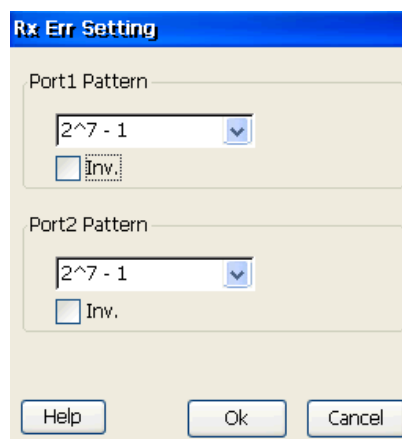 Rx Err Setting
Port1 Pattern
2^7 - 1
Inv.
Port2 Pattern
2^7 - 1
Inv.
Help Ok Cancel